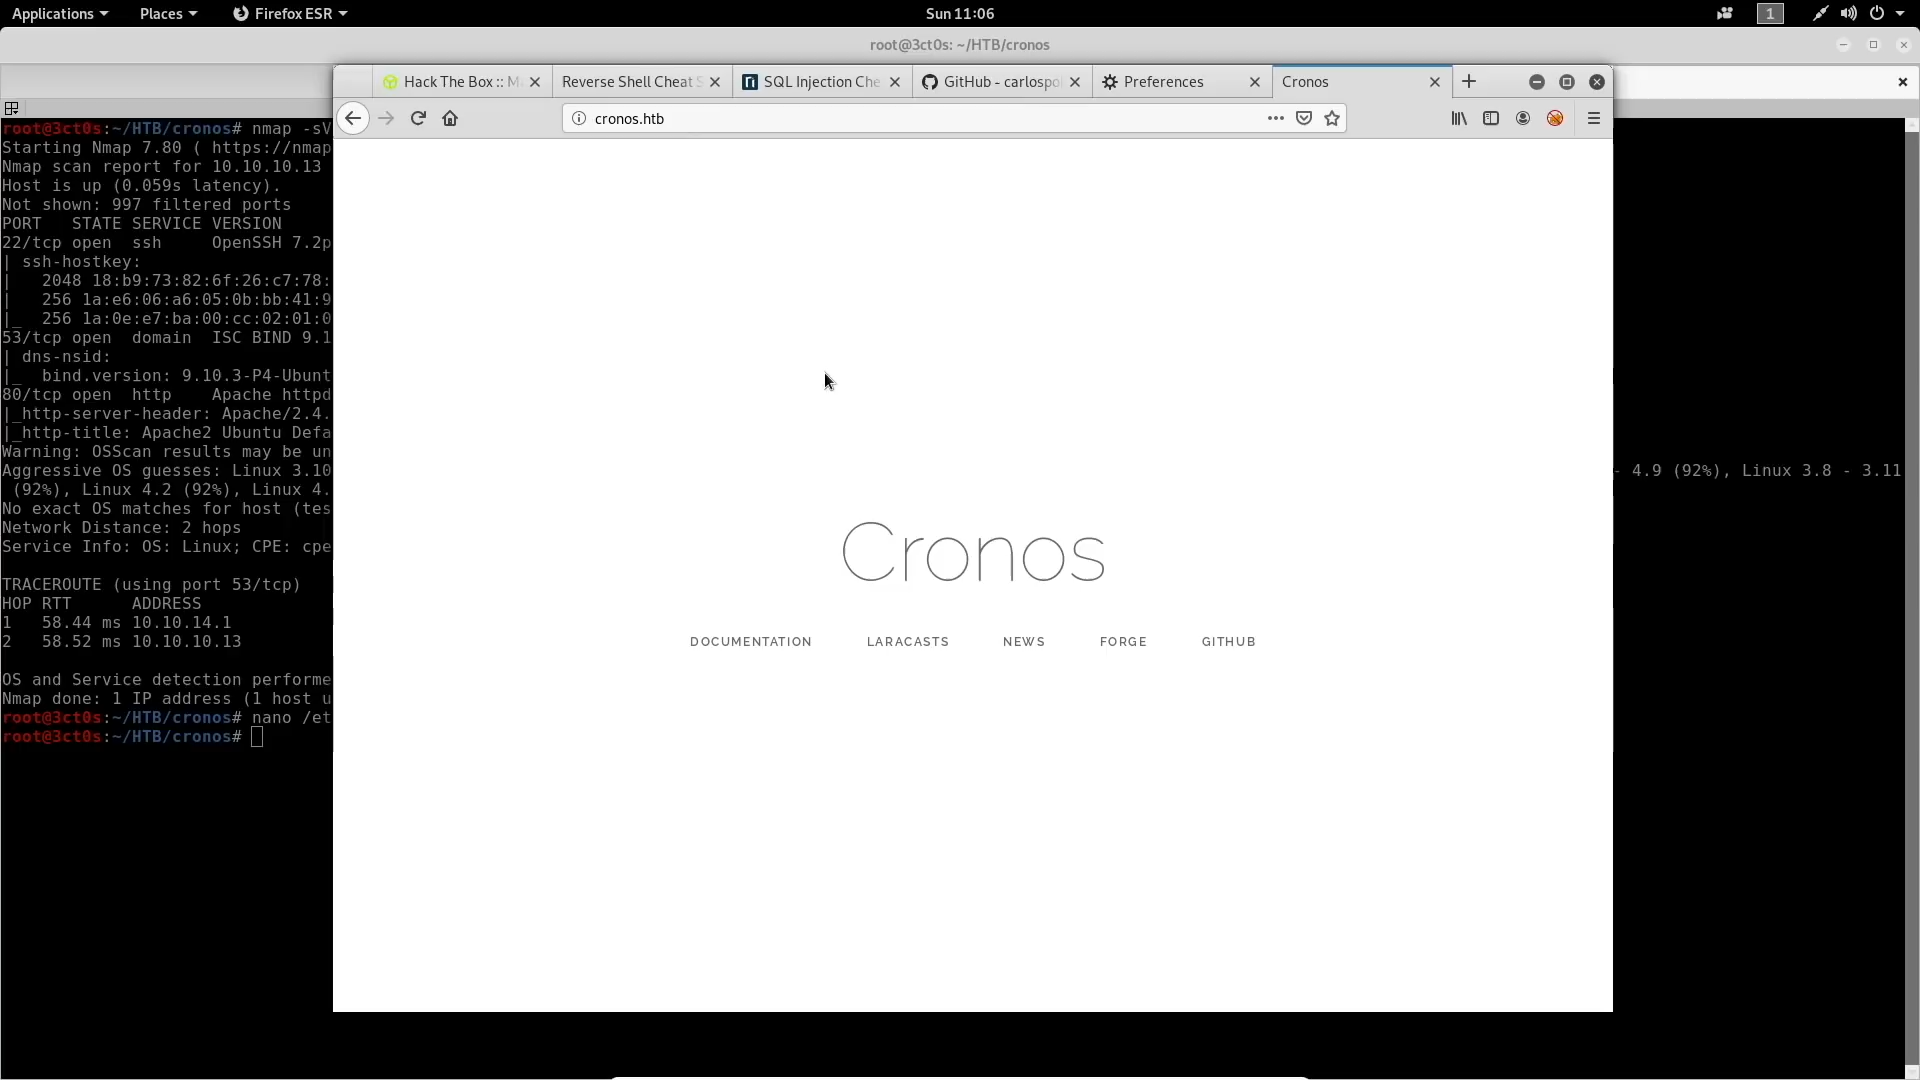 Applications Places Firefox ESR Sun 11:06 1
root@3ct0s: ~/HTB/cronos
Hack The Box :: M Reverse Shell Cheat S SQL Injection Che GitHub - carlospo Preferences Cronos
cronos.htb
root@3ct0s:~/HTB/cronos# nmap -sV
Starting Nmap 7.80 ( https://nmap
Nmap scan report for 10.10.10.13
Host is up (0.059s latency).
Not shown: 997 filtered ports
PORT   STATE SERVICE VERSION
22/tcp open  ssh     OpenSSH 7.2p
| ssh-hostkey:
|   2048 18:b9:73:82:6f:26:c7:78:
|   256 1a:e6:06:a6:05:0b:bb:41:9
|_  256 1a:0e:e7:ba:00:cc:02:01:0
53/tcp open  domain  ISC BIND 9.1
| dns-nsid:
|_  bind.version: 9.10.3-P4-Ubunt
80/tcp open  http    Apache httpd
|_http-server-header: Apache/2.4.
|_http-title: Apache2 Ubuntu Defa
Warning: OSScan results may be un
Aggressive OS guesses: Linux 3.10 - 4.9 (92%), Linux 3.8 - 3.11
(92%), Linux 4.2 (92%), Linux 4.
No exact OS matches for host (tes
Network Distance: 2 hops
Service Info: OS: Linux; CPE: cpe
TRACEROUTE (using port 53/tcp)
HOP RTT      ADDRESS
1   58.44 ms 10.10.14.1
2   58.52 ms 10.10.10.13
OS and Service detection performe
Nmap done: 1 IP address (1 host u
root@3ct0s:~/HTB/cronos# nano /et
root@3ct0s:~/HTB/cronos#
Cronos
DOCUMENTATION LARACASTS NEWS FORGE GITHUB